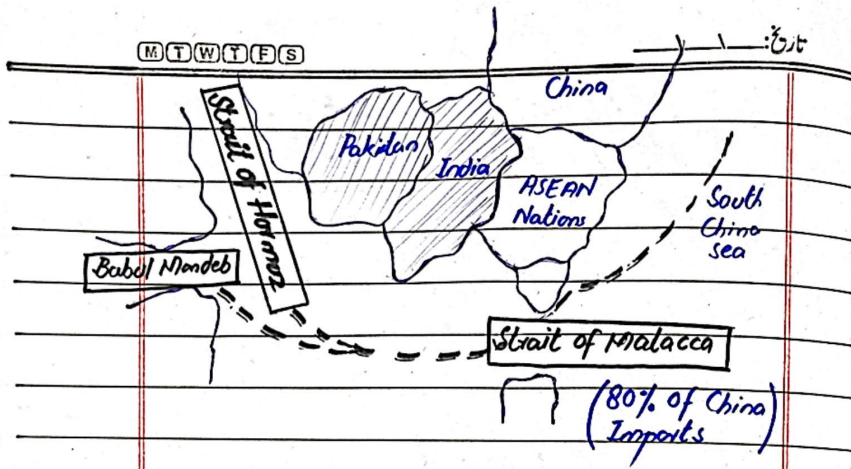 M T W T F S
تاریخ:
China
Strait of Hormoz
Pakistan
India
ASEAN
Nations
South
China
sea
Babul Mandeb
Strait of Malacca
(80% of China
Imports)